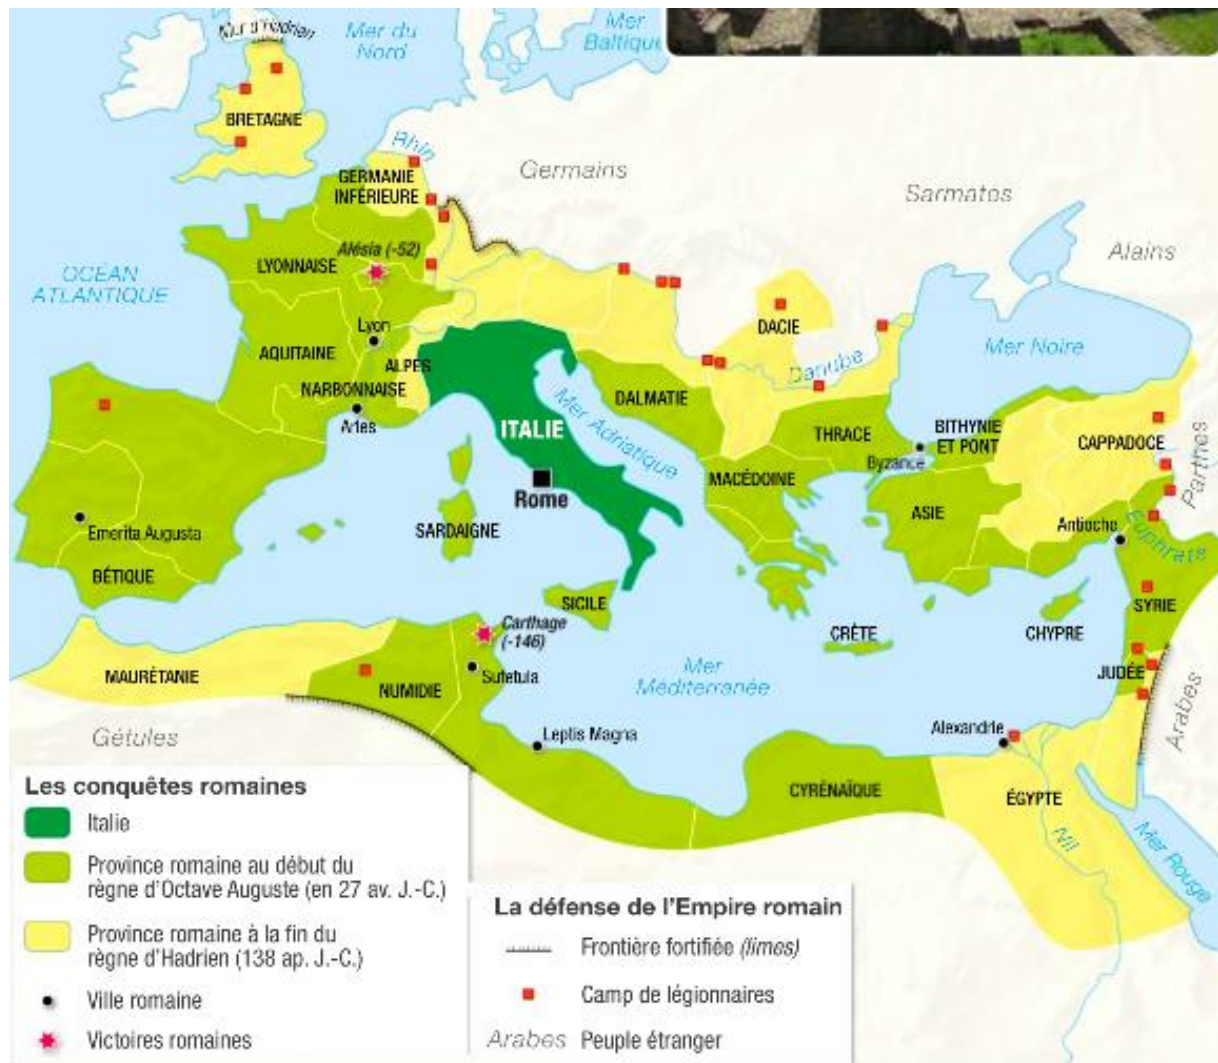 Mur d'Hadrien
Mer du
Nord
Mer
Baltique
BRETAGNE
Rhin
GERMANIE
INFÉRIEURE
Germains
Sarmates
Alains
Alésia (-52)
LYONNAISE
OCÉAN
ATLANTIQUE
Lyon
AQUITAINE
ALPES
NARBONNAISE
Arles
DACIE
Danube
Mer Noire
DALMATIE
Mer Adriatique
ITALIE
Rome
THRACE
BITHYNIE
ET PONT
Byzance
CAPPADOCE
Parthes
MACÉDOINE
ASIE
Antioche
Euphrate
Emerita Augusta
SARDAIGNE
BÉTIQUE
SICILE
Carthage
(-146)
CRÈTE
CHYPRE
SYRIE
MAURÉTANIE
NUMIDIE
Sufetula
Mer
Méditerranée
JUDÉE
Arabes
Gétules
Leptis Magna
Alexandrie
CYRÉNAÏQUE
ÉGYPTE
Nil
Mer Rouge
Les conquêtes romaines
Italie
Province romaine au début du
règne d'Octave Auguste (en 27 av. J.-C.)
Province romaine à la fin du
règne d'Hadrien (138 ap. J.-C.)
Ville romaine
Victoires romaines
La défense de l'Empire romain
Frontière fortifiée (limes)
Camp de légionnaires
Arabes Peuple étranger